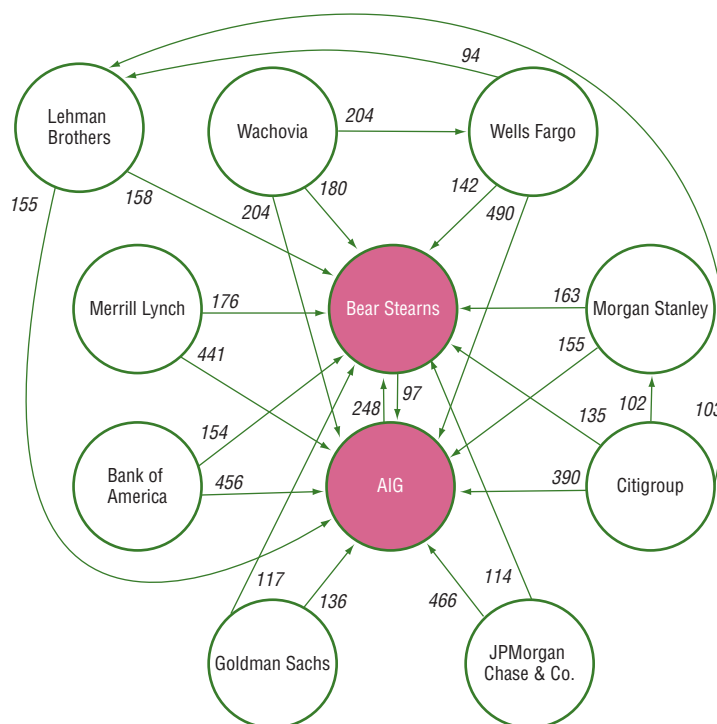 94
Lehman
Brothers
Wachovia
204
Wells Fargo
155
158
204
180
142
490
Merrill Lynch
176
Bear Stearns
163
Morgan Stanley
441
155
248
97
154
135
102
103
Bank of
America
456
AIG
390
Citigroup
117
136
466
114
Goldman Sachs
JPMorgan
Chase & Co.